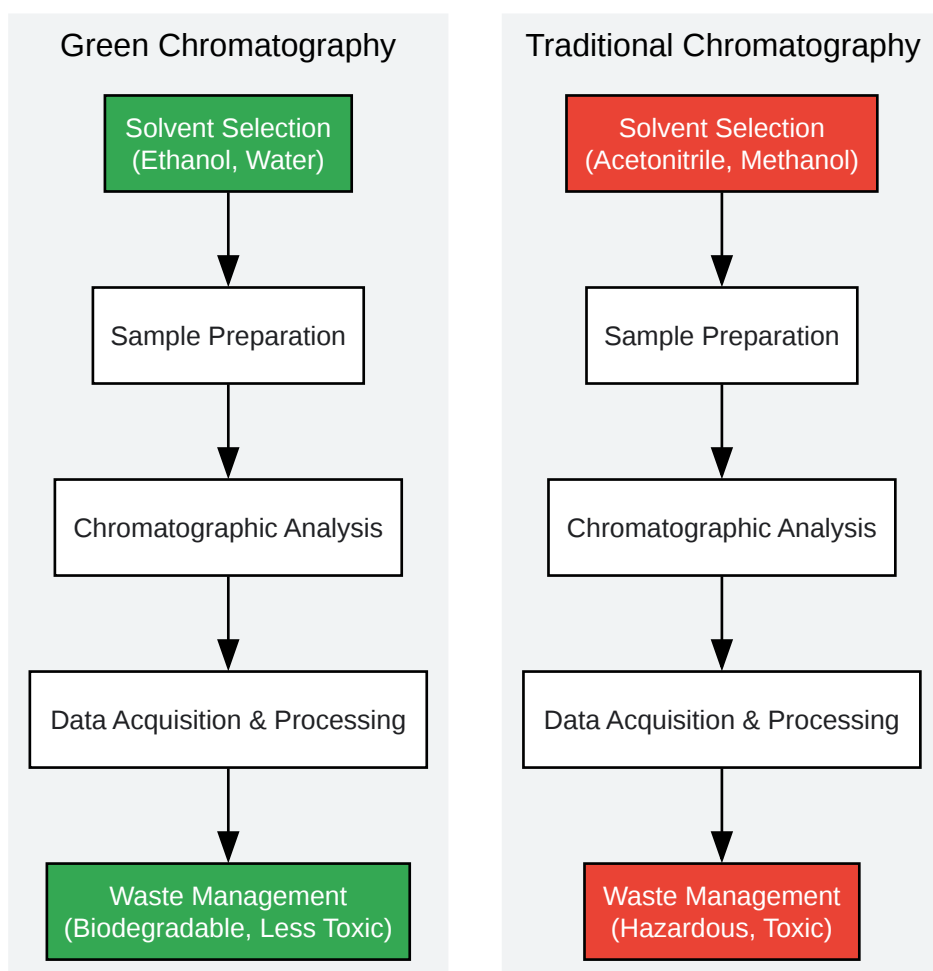 Green Chromatography
Solvent Selection
(Ethanol, Water)
Sample Preparation
Chromatographic Analysis
Data Acquisition & Processing
Waste Management
(Biodegradable, Less Toxic)
Traditional Chromatography
Solvent Selection
(Acetonitrile, Methanol)
Sample Preparation
Chromatographic Analysis
Data Acquisition & Processing
Waste Management
(Hazardous, Toxic)